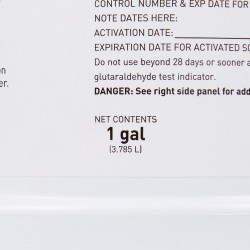 CONTROL NUMBER & EXP DATE FOR
NOTE DATES HERE:
ACTIVATION DATE:
EXPIRATION DATE FOR ACTIVATED SO
Do not use beyond 28 days or sooner a
on
glutaraldehyde test indicator.
er.
DANGER: See right side panel for add
NET CONTENTS
1 gal
(3.785 L)